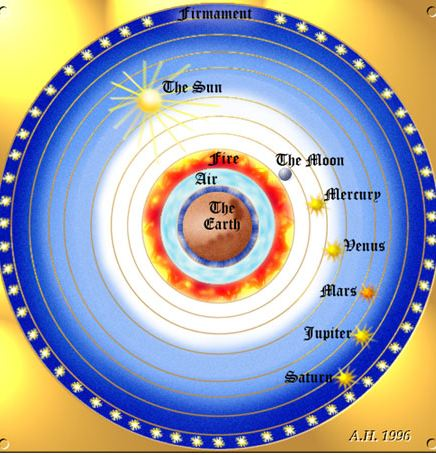 Firmament
The Sun
Fire
The Moon
Air
Mercury
The
Earth
Venus
Mars
Jupiter
Saturn
A.H. 1996